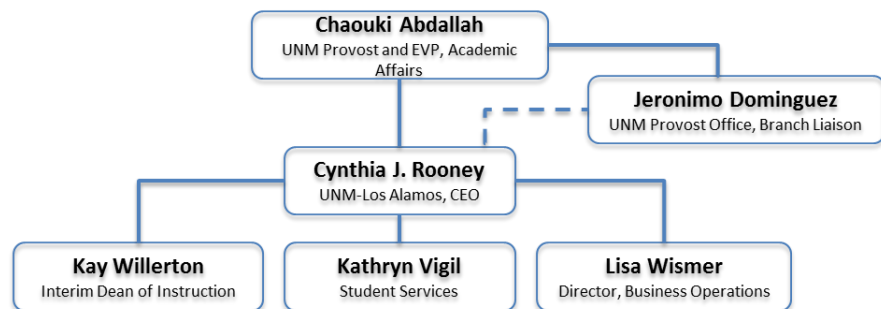 Chaouki Abdallah
UNM Provost and EVP, Academic
Affairs
Jeronimo Dominguez
UNM Provost Office, Branch Liaison
Cynthia J. Rooney
UNM-Los Alamos, CEO
Kay Willerton
Interim Dean of Instruction
Kathryn Vigil
Student Services
Lisa Wismer
Director, Business Operations